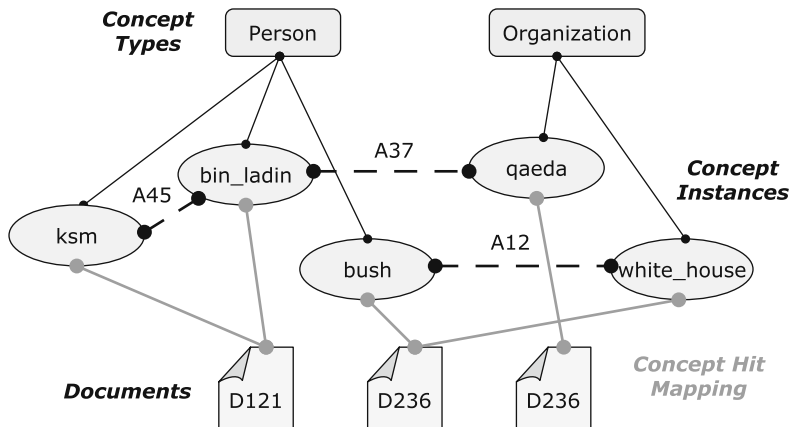 Concept
Types
Person
Organization
A37
bin_ladin
qaeda
Concept
Instances
A45
ksm
A12
bush
white_house
Concept Hit
Mapping
Documents
D121
D236
D236